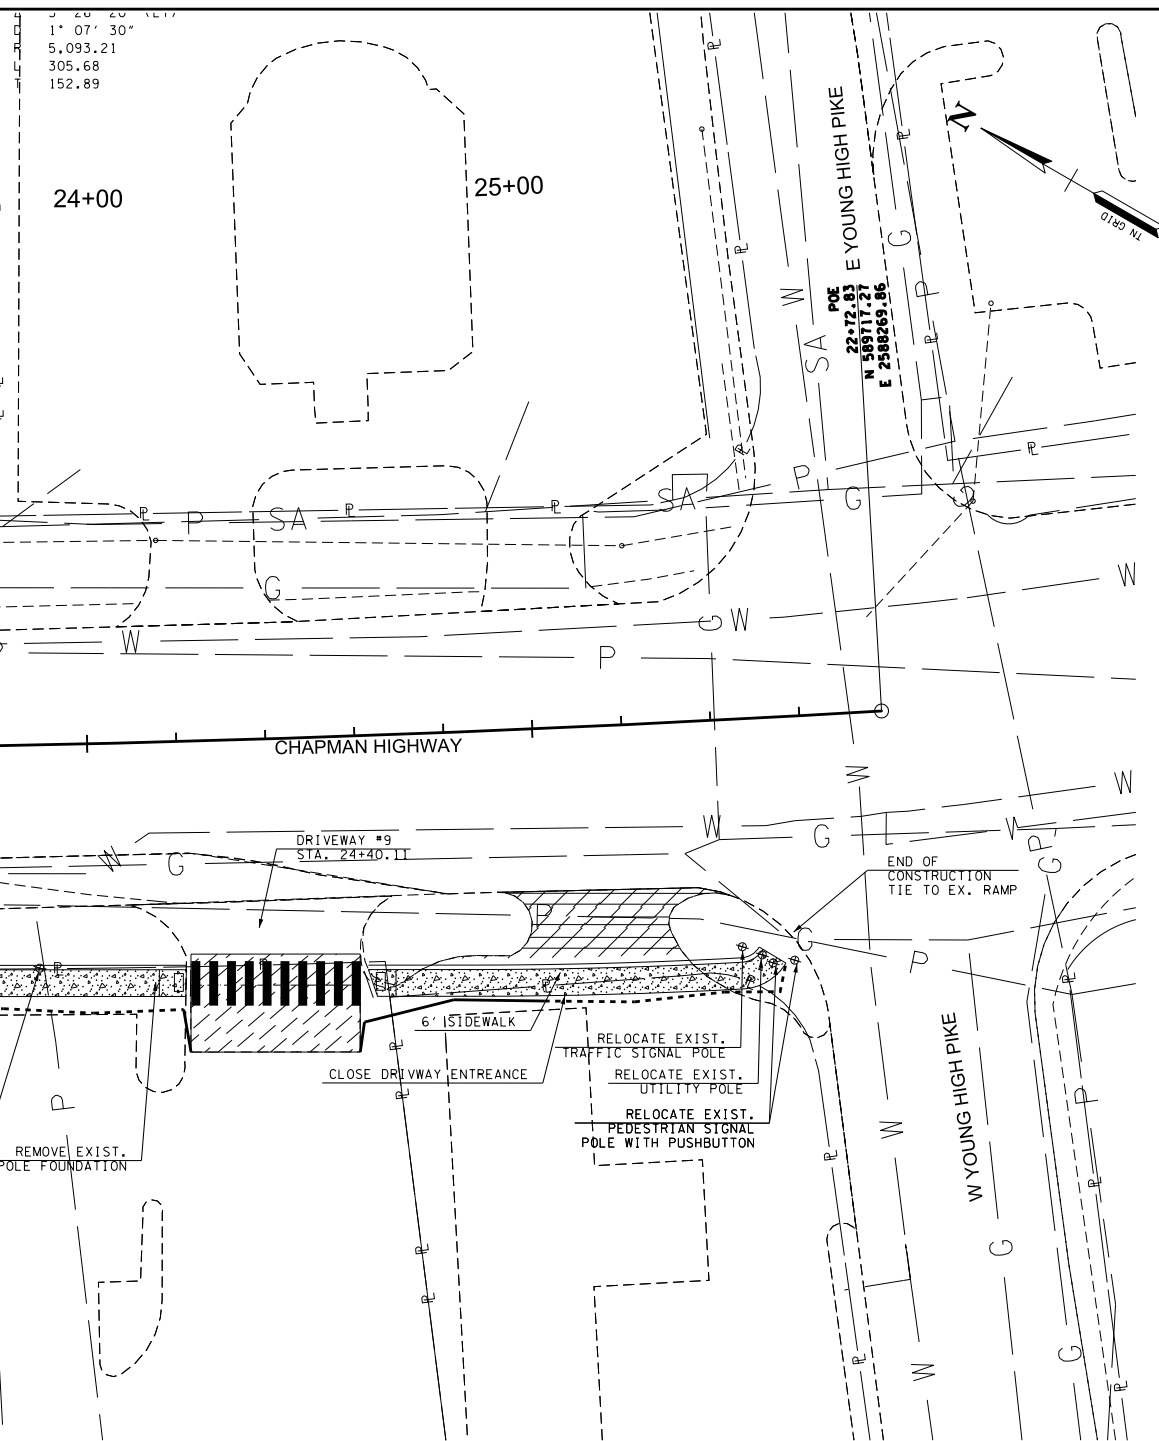 D 1° 07' 30"
R 5,093.21
L 305.68
T 152.89
24+00
25+00
E YOUNG HIGH PIKE
POE
22+72.83
N 589717.27
E 2588269.86
N
TN GRID
W
SA
G
P
P
SA
SA
P
G
G
W
W
G
W
P
CHAPMAN HIGHWAY
W
W
W
G
W
G
L
W
P
G
DRIVEWAY #9
STA. 24+40.11
END OF
CONSTRUCTION
TIE TO EX. RAMP
P
G
P
6' SIDEWALK
RELOCATE EXIST.
TRAFFIC SIGNAL POLE
CLOSE DRIVWAY ENTREANCE
RELOCATE EXIST.
UTILITY POLE
RELOCATE EXIST.
PEDESTRIAN SIGNAL
POLE WITH PUSHBUTTON
REMOVE EXIST.
POLE FOUNDATION
P
W YOUNG HIGH PIKE
W
P
G
W
G